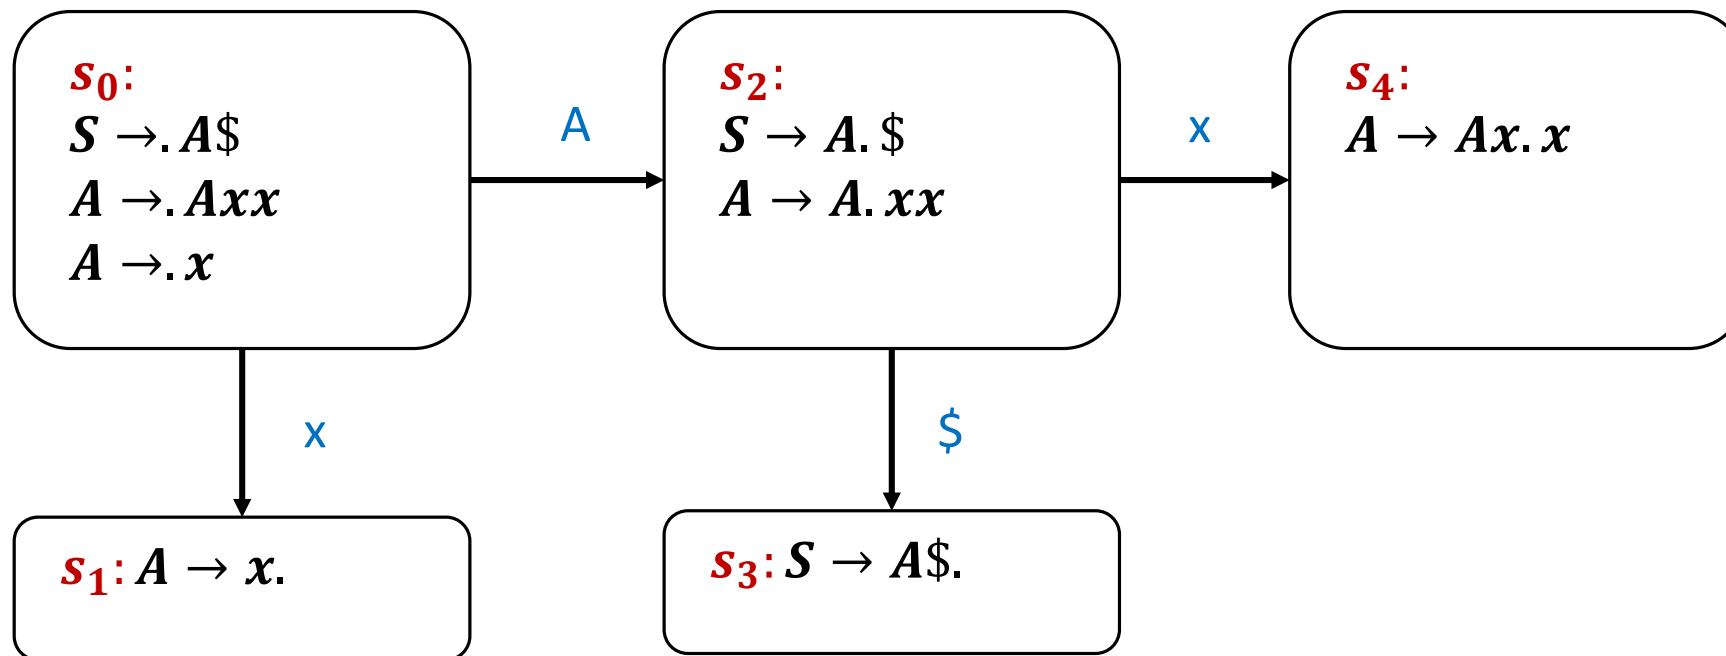 s₀:
S →. A$
A →. Axx
A →. x
A
s₂:
S → A. $
A → A. xx
x
s₄:
A → Ax. x
x
$
s₁: A → x.
s₃: S → A$.